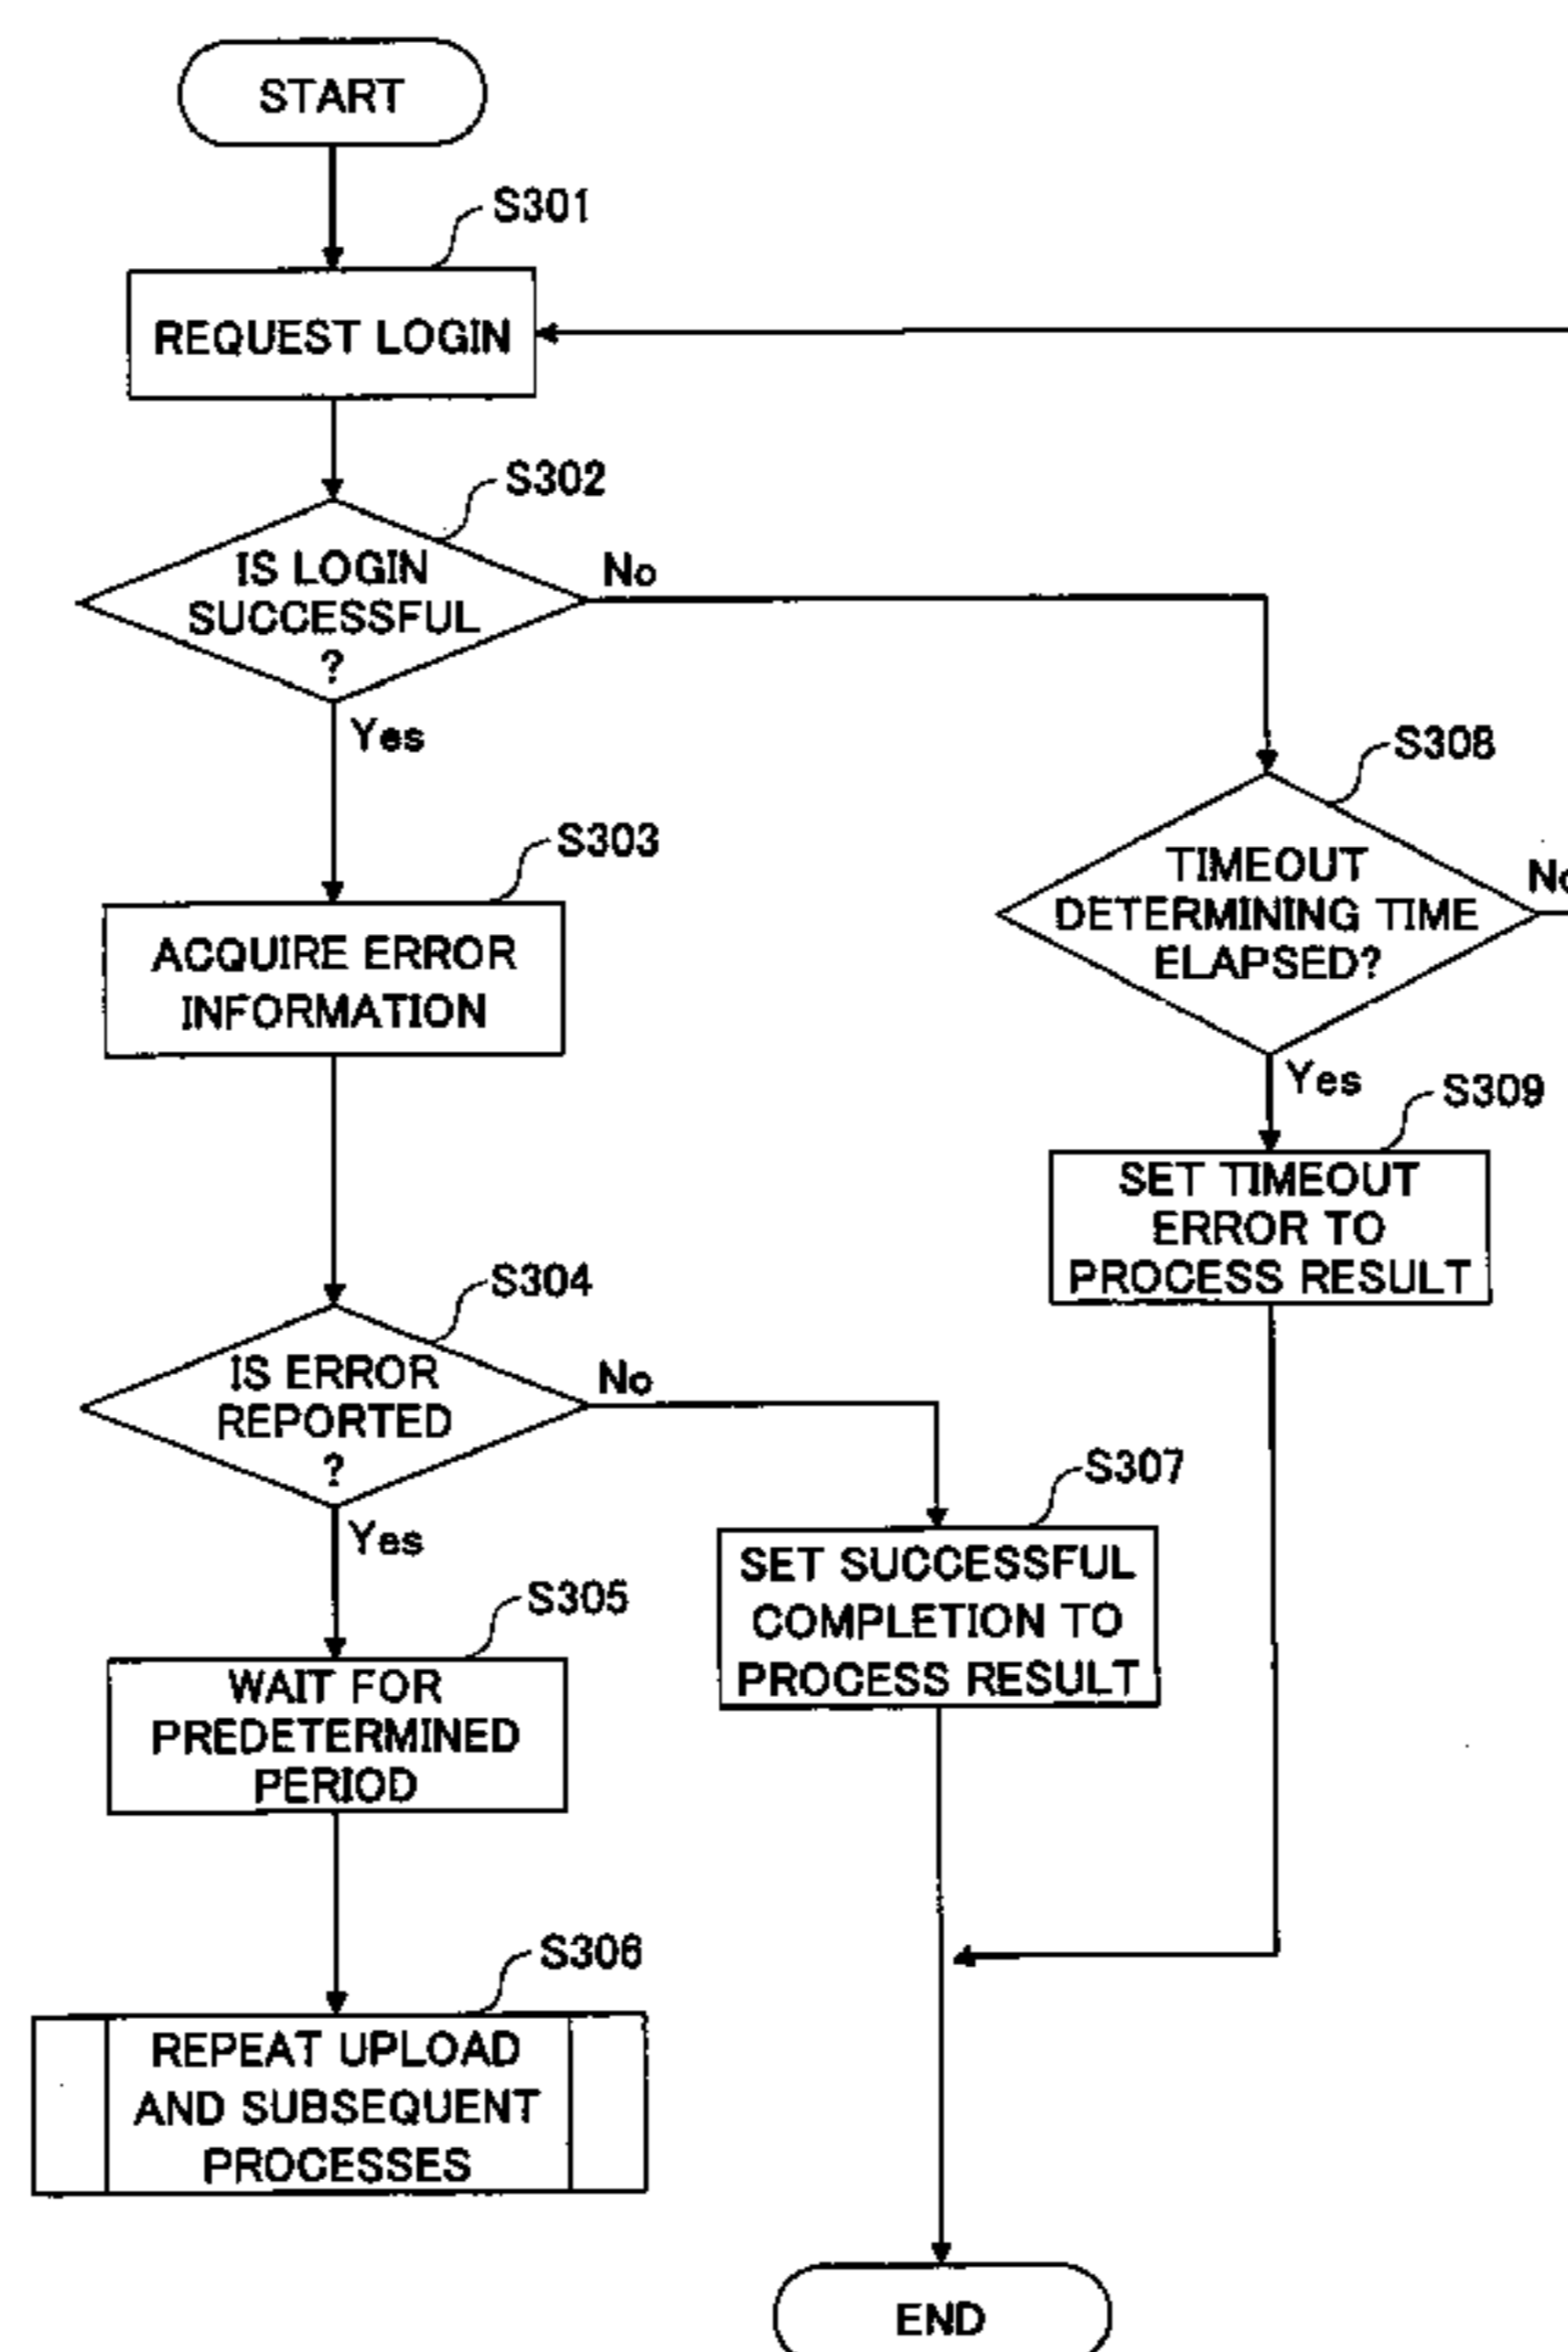 START
S301
REQUEST LOGIN
S302
IS LOGIN
SUCCESSFUL
?
No
Yes
S308
TIMEOUT
DETERMINING TIME
ELAPSED?
No
Yes
S303
ACQUIRE ERROR
INFORMATION
S309
SET TIMEOUT
ERROR TO
PROCESS RESULT
S304
IS ERROR
REPORTED
?
No
Yes
S307
SET SUCCESSFUL
COMPLETION TO
PROCESS RESULT
S305
WAIT FOR
PREDETERMINED
PERIOD
S306
REPEAT UPLOAD
AND SUBSEQUENT
PROCESSES
END